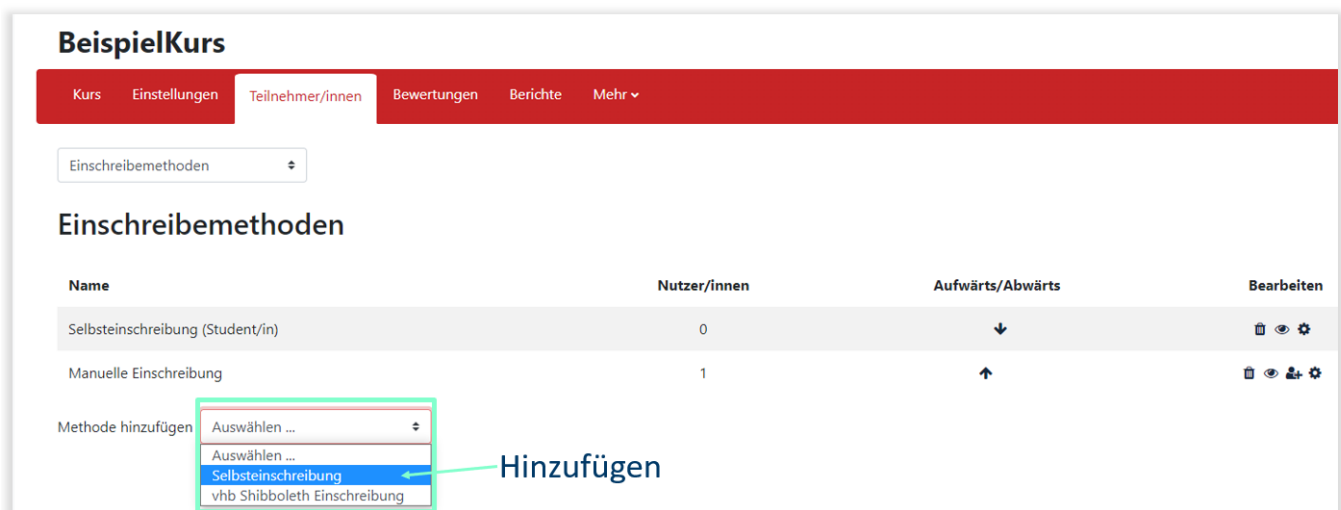 BeispielKurs
Kurs Einstellungen Teilnehmer/innen Bewertungen Berichte Mehr
Einschreibemethoden
Einschreibemethoden
Name Nutzer/innen Aufwärts/Abwärts Bearbeiten
Selbsteinschreibung (Student/in) 0
Manuelle Einschreibung 1
Methode hinzufügen Auswählen ...
Auswählen ...
Selbsteinschreibung
Hinzufügen
vhb Shibboleth Einschreibung